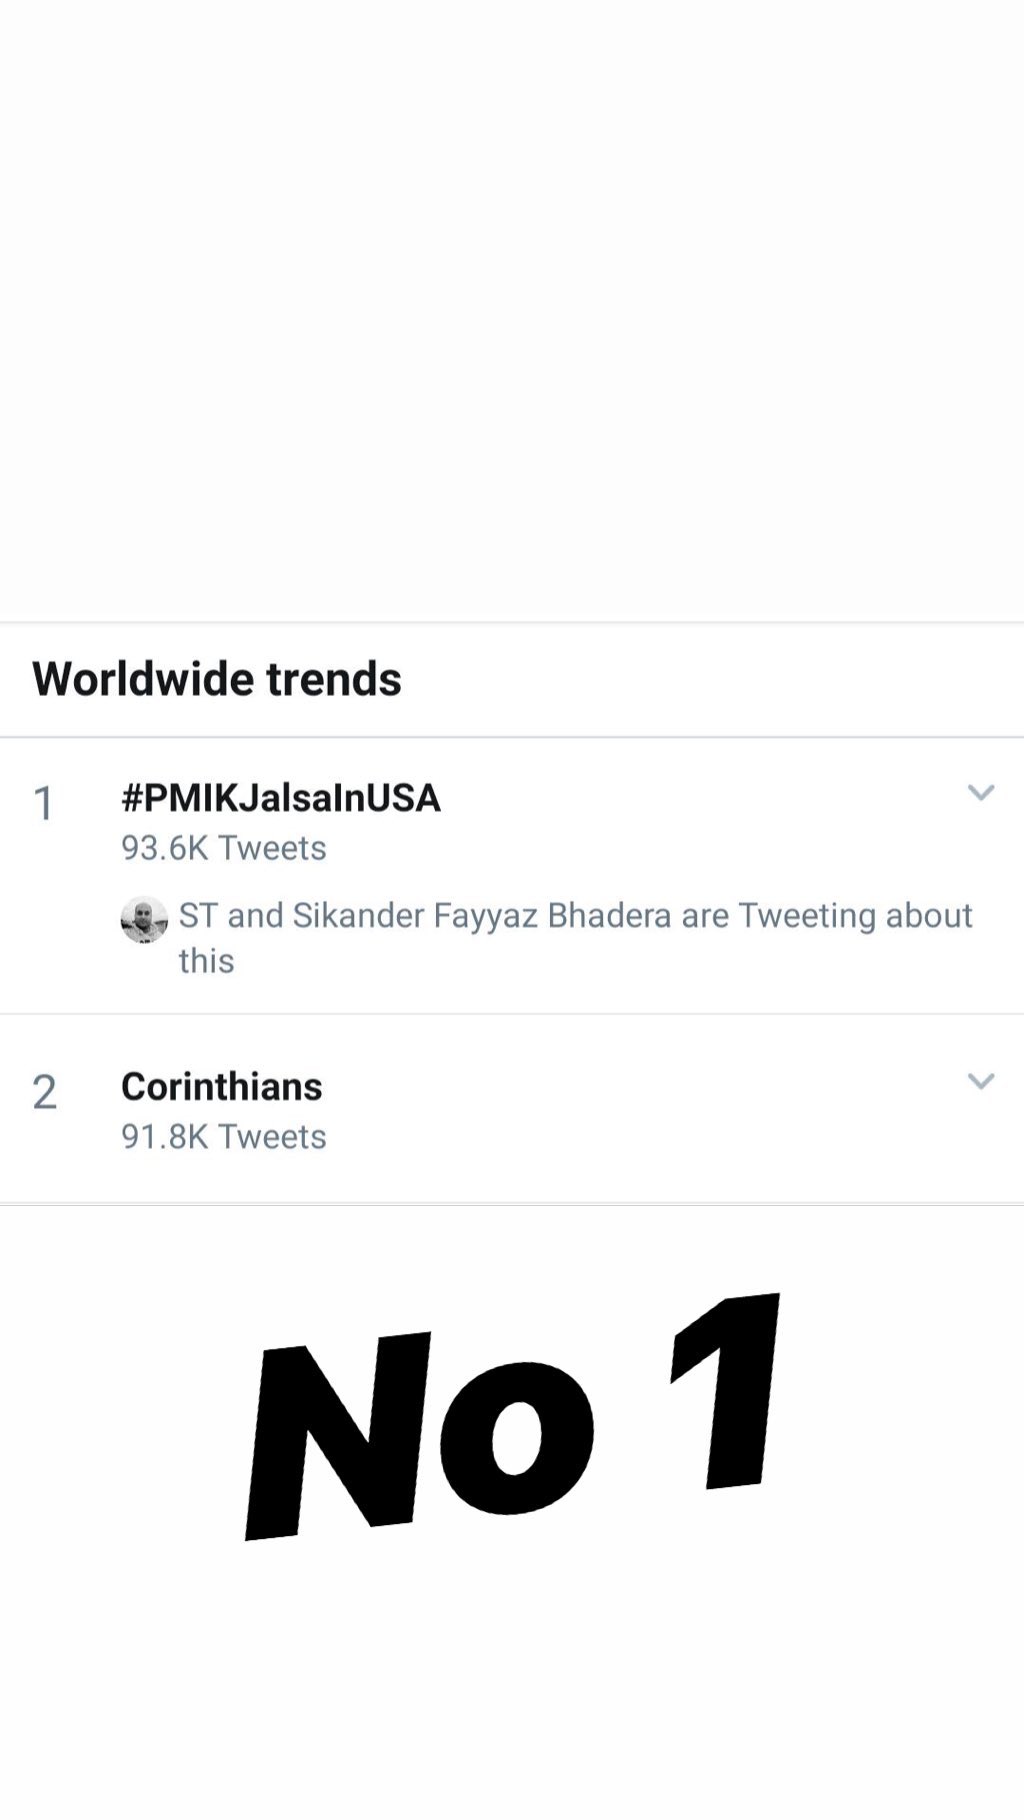 Worldwide trends
1
#PMIKJalsaInUSA
93.6K Tweets
ST and Sikander Fayyaz Bhadera are Tweeting about
this
2
Corinthians
91.8K Tweets
No 1